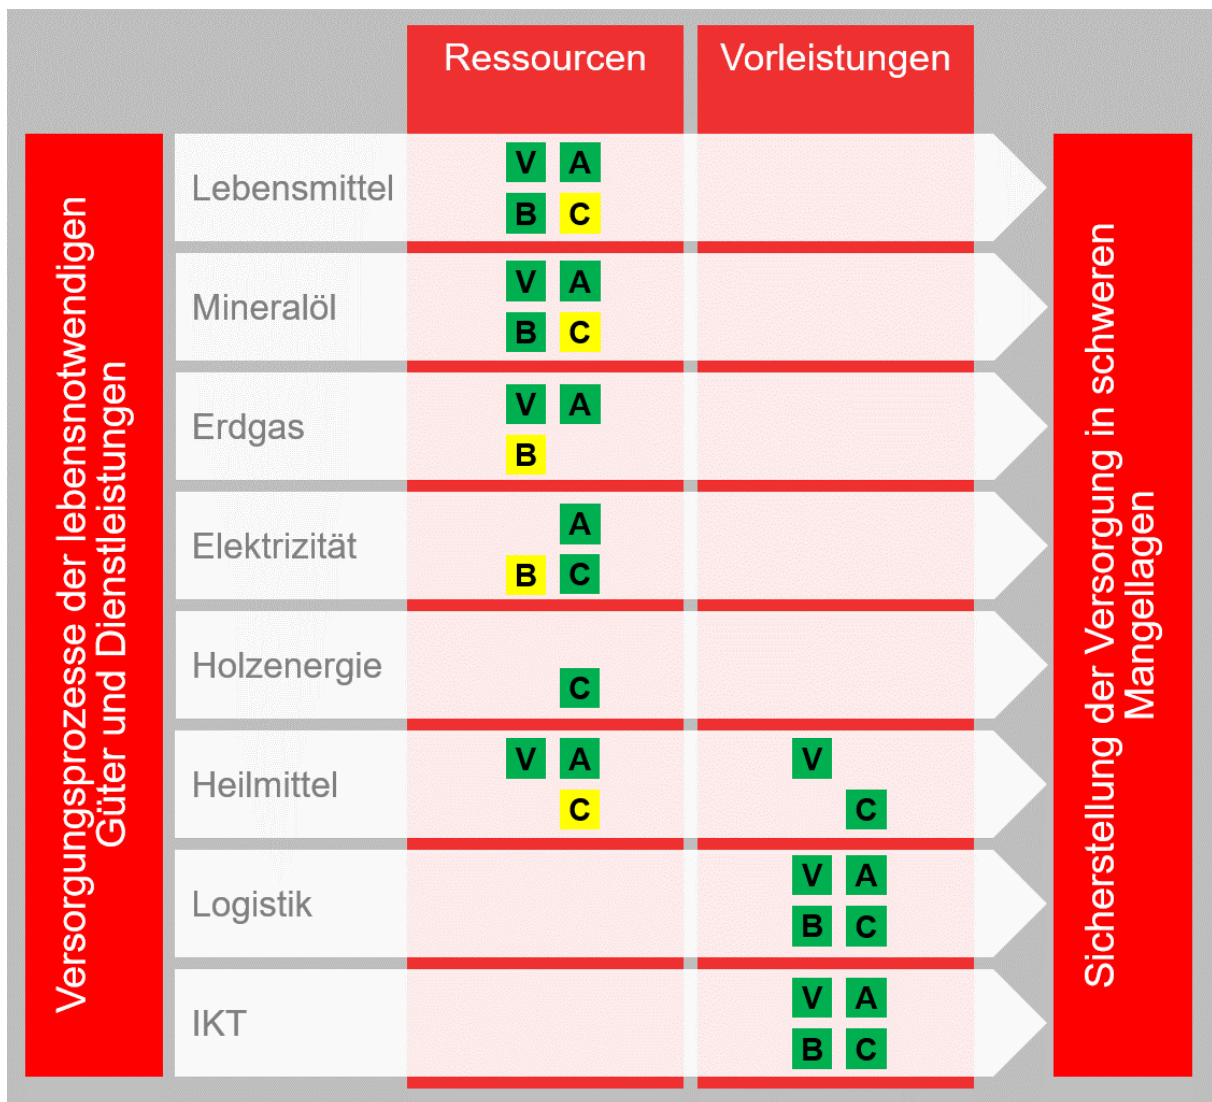 Ressourcen Vorleistungen
Versorgungsprozesse der lebensnotwendigen
Güter und Dienstleistungen
Lebensmittel
V A
B C
Mineralöl
V A
B C
Erdgas
V A
B
Elektrizität
A
B C
Holzenergie
C
Heilmittel
V A
C
V
C
Logistik
V A
B C
IKT
V A
B C
Sicherstellung der Versorgung in schweren
Mangellagen